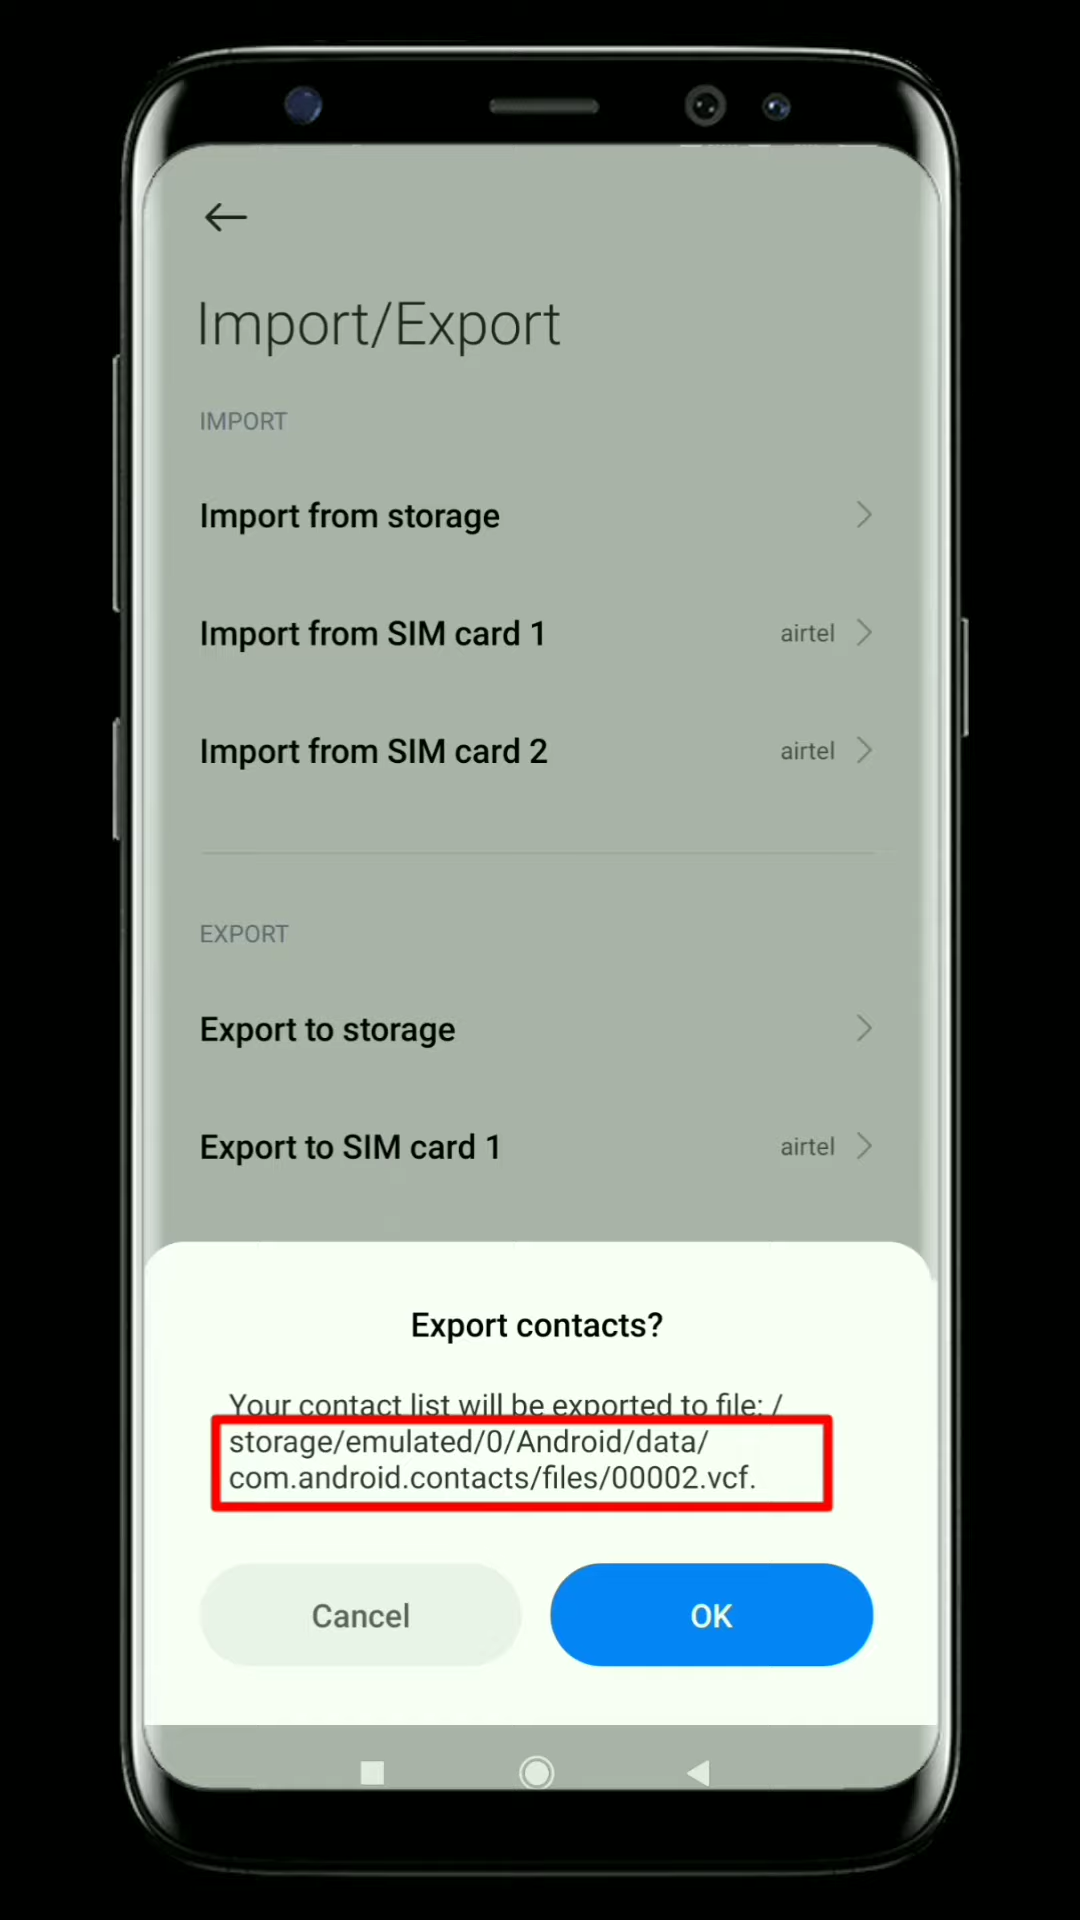 Import/Export
IMPORT
Import from storage
Import from SIM card 1 airtel
Import from SIM card 2 airtel
EXPORT
Export to storage
Export to SIM card 1 airtel
Export contacts?
Your contact list will be exported to file: /
storage/emulated/0/Android/data/
com.android.contacts/files/00002.vcf.
Cancel OK